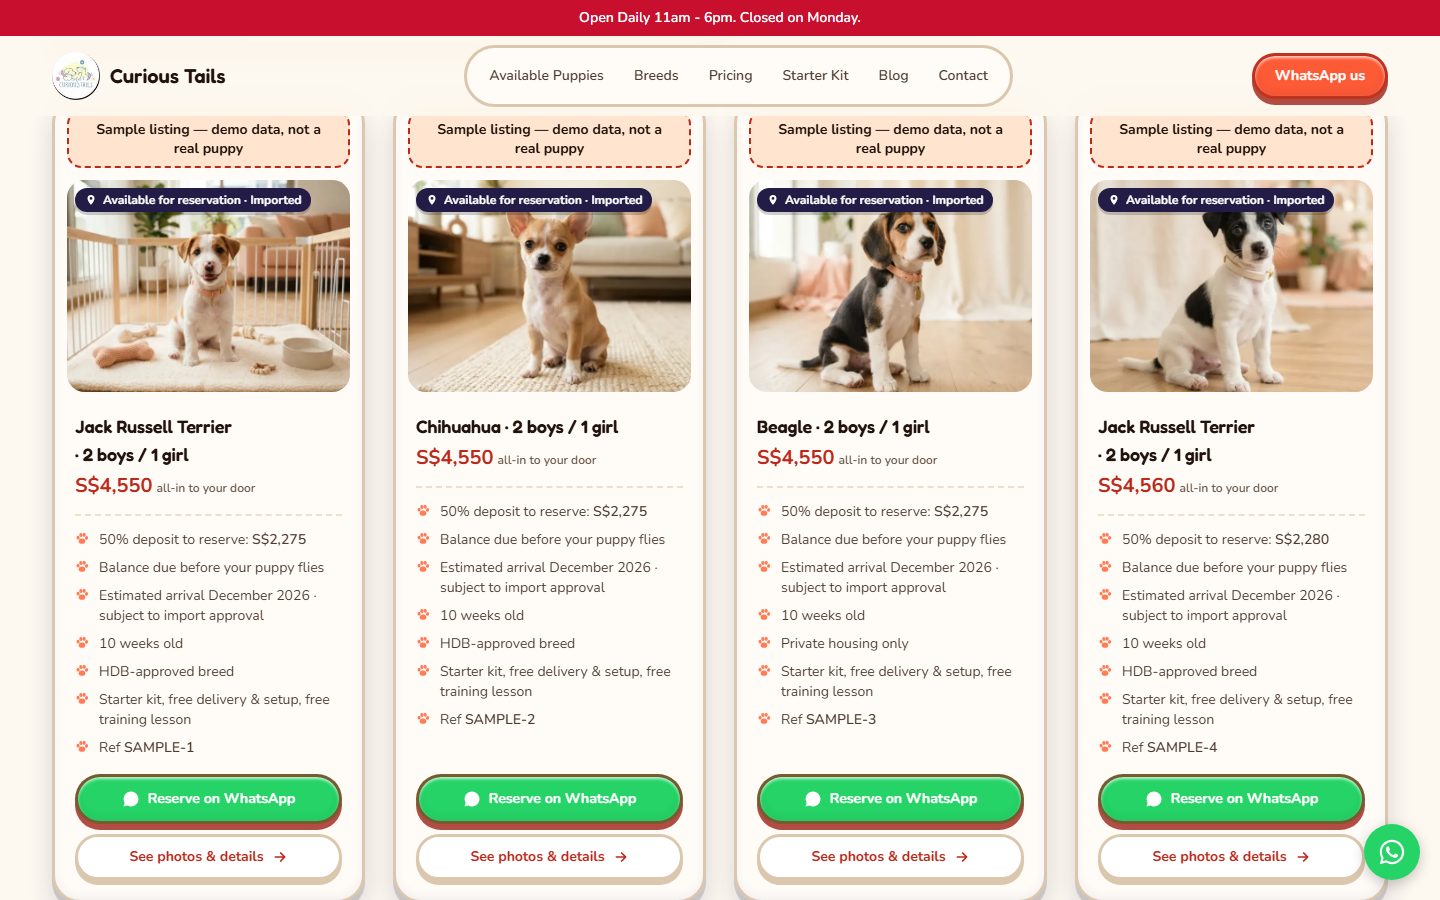 Open Daily 11am - 6pm. Closed on Monday.
Curious Tails
Available Puppies
Breeds
Pricing
Starter Kit
Blog
Contact
WhatsApp us
Sample listing — demo data, not a
real puppy
Available for reservation · Imported
Jack Russell Terrier
· 2 boys / 1 girl
S$4,550 all-in to your door
50% deposit to reserve: S$2,275
Balance due before your puppy flies
Estimated arrival December 2026 ·
subject to import approval
10 weeks old
HDB-approved breed
Starter kit, free delivery & setup, free
training lesson
Ref SAMPLE-1
Reserve on WhatsApp
See photos & details →
Sample listing — demo data, not a
real puppy
Available for reservation · Imported
Chihuahua · 2 boys / 1 girl
S$4,550 all-in to your door
50% deposit to reserve: S$2,275
Balance due before your puppy flies
Estimated arrival December 2026 ·
subject to import approval
10 weeks old
HDB-approved breed
Starter kit, free delivery & setup, free
training lesson
Ref SAMPLE-2
Reserve on WhatsApp
See photos & details →
Sample listing — demo data, not a
real puppy
Available for reservation · Imported
Beagle · 2 boys / 1 girl
S$4,550 all-in to your door
50% deposit to reserve: S$2,275
Balance due before your puppy flies
Estimated arrival December 2026 ·
subject to import approval
10 weeks old
Private housing only
Starter kit, free delivery & setup, free
training lesson
Ref SAMPLE-3
Reserve on WhatsApp
See photos & details →
Sample listing — demo data, not a
real puppy
Available for reservation · Imported
Jack Russell Terrier
· 2 boys / 1 girl
S$4,560 all-in to your door
50% deposit to reserve: S$2,280
Balance due before your puppy flies
Estimated arrival December 2026 ·
subject to import approval
10 weeks old
HDB-approved breed
Starter kit, free delivery & setup, free
training lesson
Ref SAMPLE-4
Reserve on WhatsApp
See photos & details →